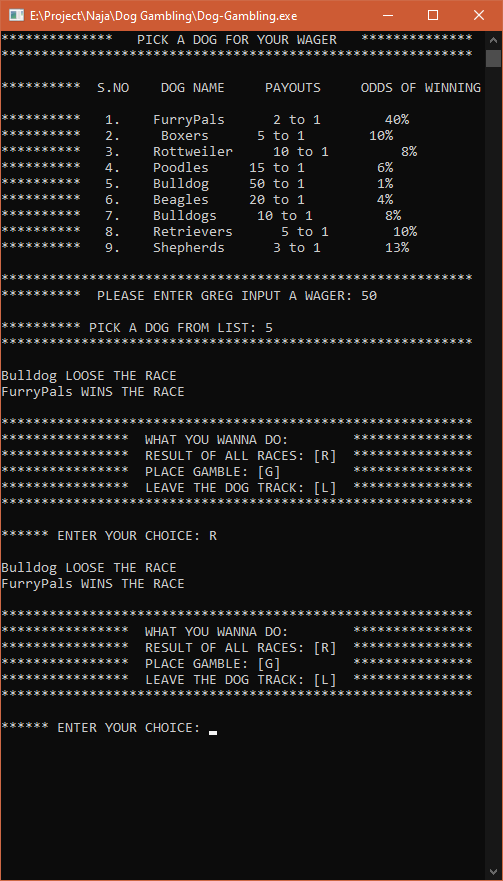 E:\Project\Naja\Dog Gambling\Dog-Gambling.exe
************** PICK A DOG FOR YOUR WAGER **************
***********************************************************
********** S.NO DOG NAME PAYOUTS ODDS OF WINNING
********** 1. FurryPals 2 to 1 40%
********** 2. Boxers 5 to 1 10%
********** 3. Rottweiler 10 to 1 8%
********** 4. Poodles 15 to 1 6%
********** 5. Bulldog 50 to 1 1%
********** 6. Beagles 20 to 1 4%
********** 7. Bulldogs 10 to 1 8%
********** 8. Retrievers 5 to 1 10%
********** 9. Shepherds 3 to 1 13%
***********************************************************
********** PLEASE ENTER GREG INPUT A WAGER: 50
********** PICK A DOG FROM LIST: 5
***********************************************************
Bulldog LOOSE THE RACE
FurryPals WINS THE RACE
***********************************************************
**************** WHAT YOU WANNA DO: ***************
**************** RESULT OF ALL RACES: [R] ***************
**************** PLACE GAMBLE: [G] ***************
**************** LEAVE THE DOG TRACK: [L] ***************
***********************************************************
****** ENTER YOUR CHOICE: R
Bulldog LOOSE THE RACE
FurryPals WINS THE RACE
***********************************************************
**************** WHAT YOU WANNA DO: ***************
**************** RESULT OF ALL RACES: [R] ***************
**************** PLACE GAMBLE: [G] ***************
**************** LEAVE THE DOG TRACK: [L] ***************
***********************************************************
****** ENTER YOUR CHOICE: